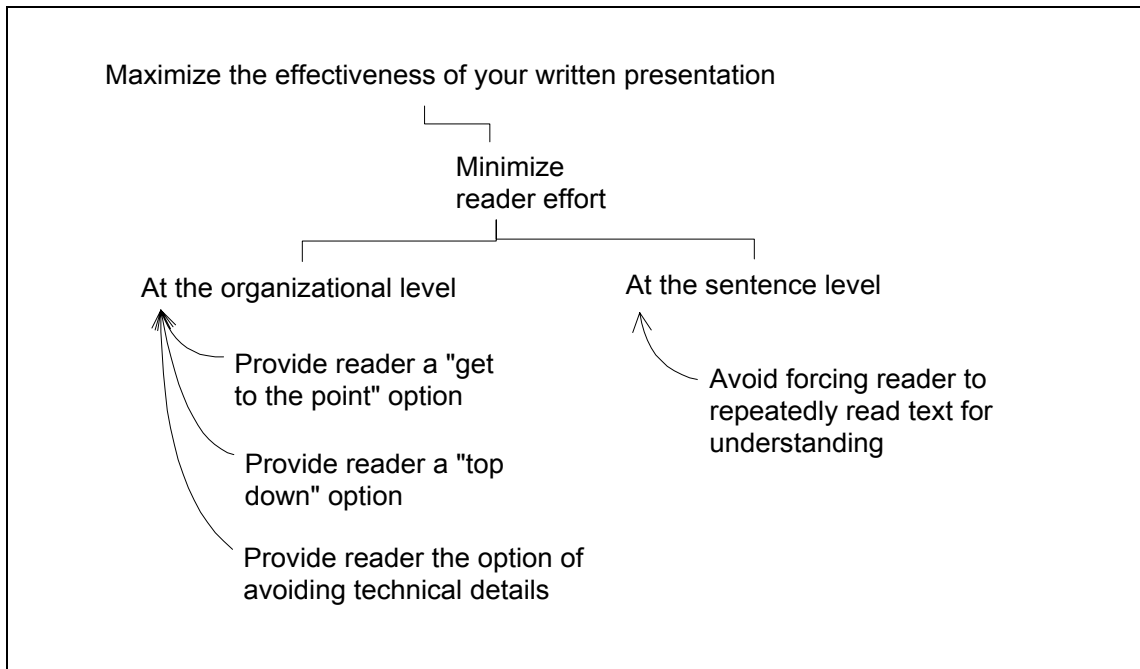 Maximize the effectiveness of your written presentation
Minimize
reader effort
At the organizational level
At the sentence level
Provide reader a "get
to the point" option
Avoid forcing reader to
repeatedly read text for
understanding
Provide reader a "top
down" option
Provide reader the option of
avoiding technical details